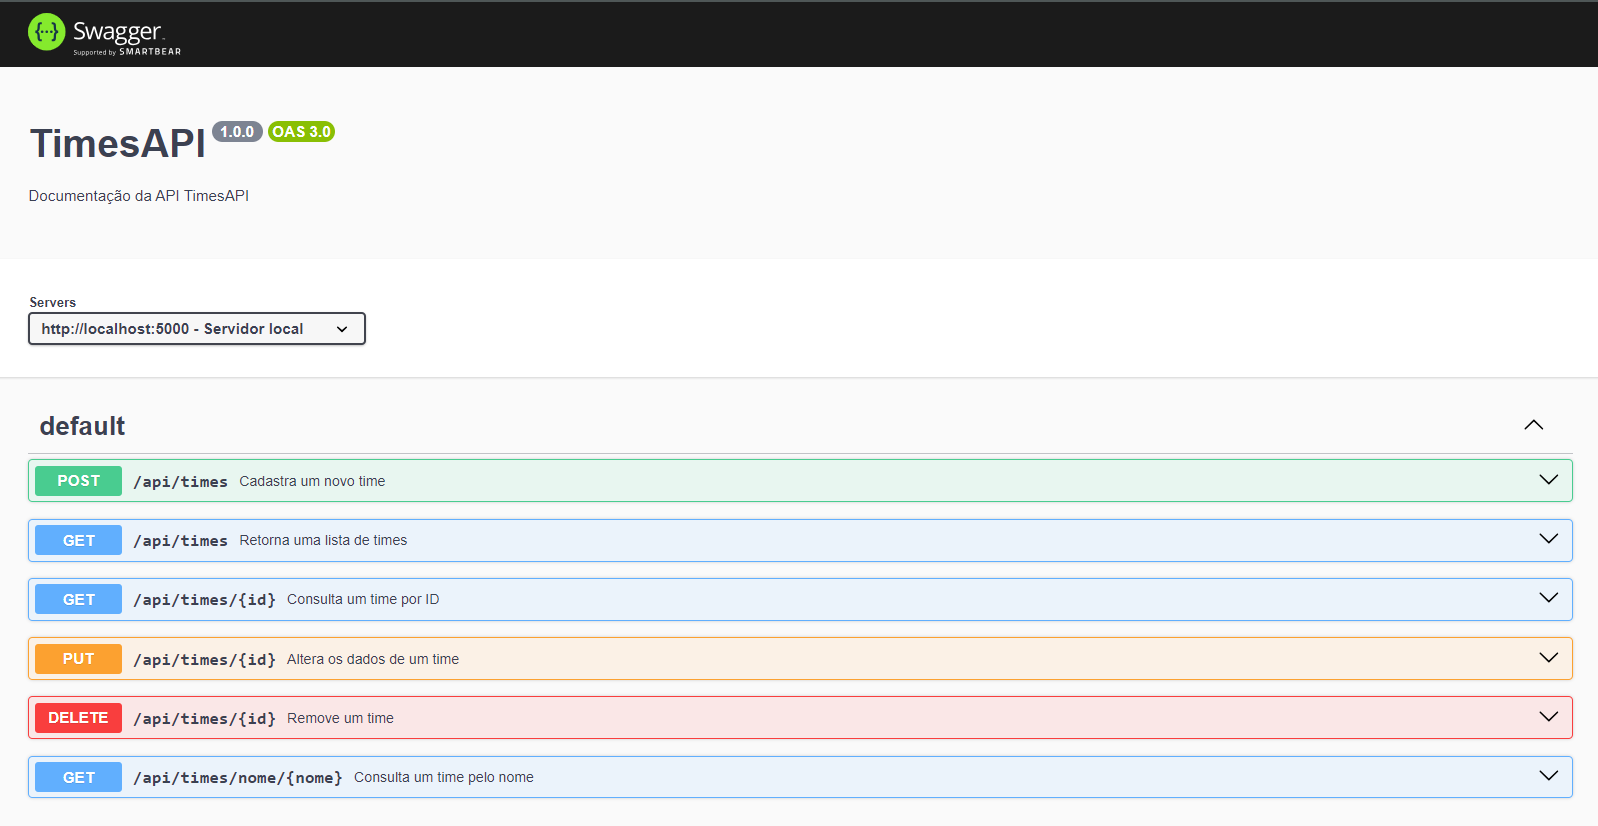 {···} Swagger
Supported by SMARTBEAR
TimesAPI 1.0.0 OAS 3.0
Documentação da API TimesAPI
Servers
http://localhost:5000 - Servidor local
default
POST /api/times Cadastra um novo time
GET /api/times Retorna uma lista de times
GET /api/times/{id} Consulta um time por ID
PUT /api/times/{id} Altera os dados de um time
DELETE /api/times/{id} Remove um time
GET /api/times/nome/{nome} Consulta um time pelo nome